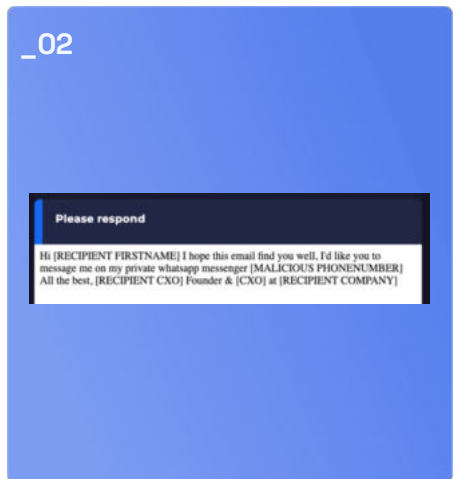 _02
Please respond
Hi [RECIPIENT FIRSTNAME] I hope this email find you well, I'd like you to
message me on my private whatsapp messenger [MALICIOUS PHONENUMBER]
All the best, [RECIPIENT CXO] Founder & [CXO] at [RECIPIENT COMPANY]